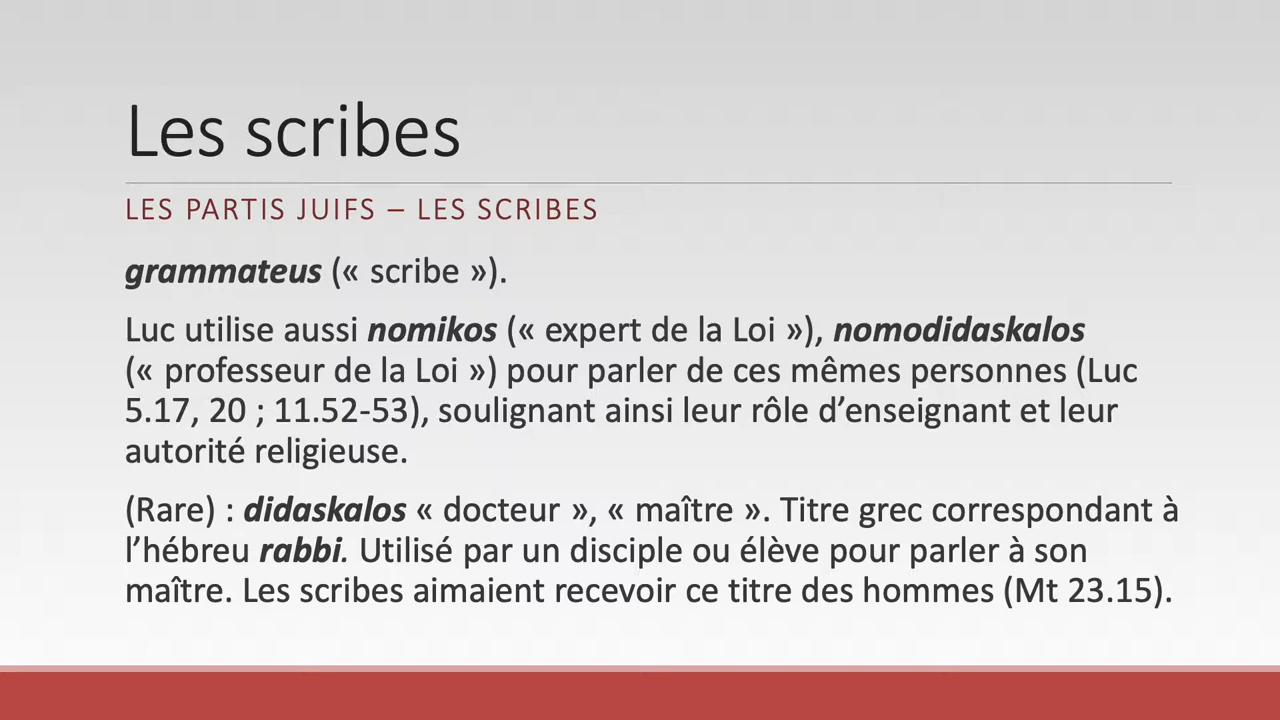 Les scribes
LES PARTIS JUIFS – LES SCRIBES
grammateus (« scribe »).
Luc utilise aussi nomikos (« expert de la Loi »), nomodidaskalos
(« professeur de la Loi ») pour parler de ces mêmes personnes (Luc
5.17, 20 ; 11.52-53), soulignant ainsi leur rôle d’enseignant et leur
autorité religieuse.
(Rare) : didaskalos « docteur », « maître ». Titre grec correspondant à
l’hébreu rabbi. Utilisé par un disciple ou élève pour parler à son
maître. Les scribes aimaient recevoir ce titre des hommes (Mt 23.15).